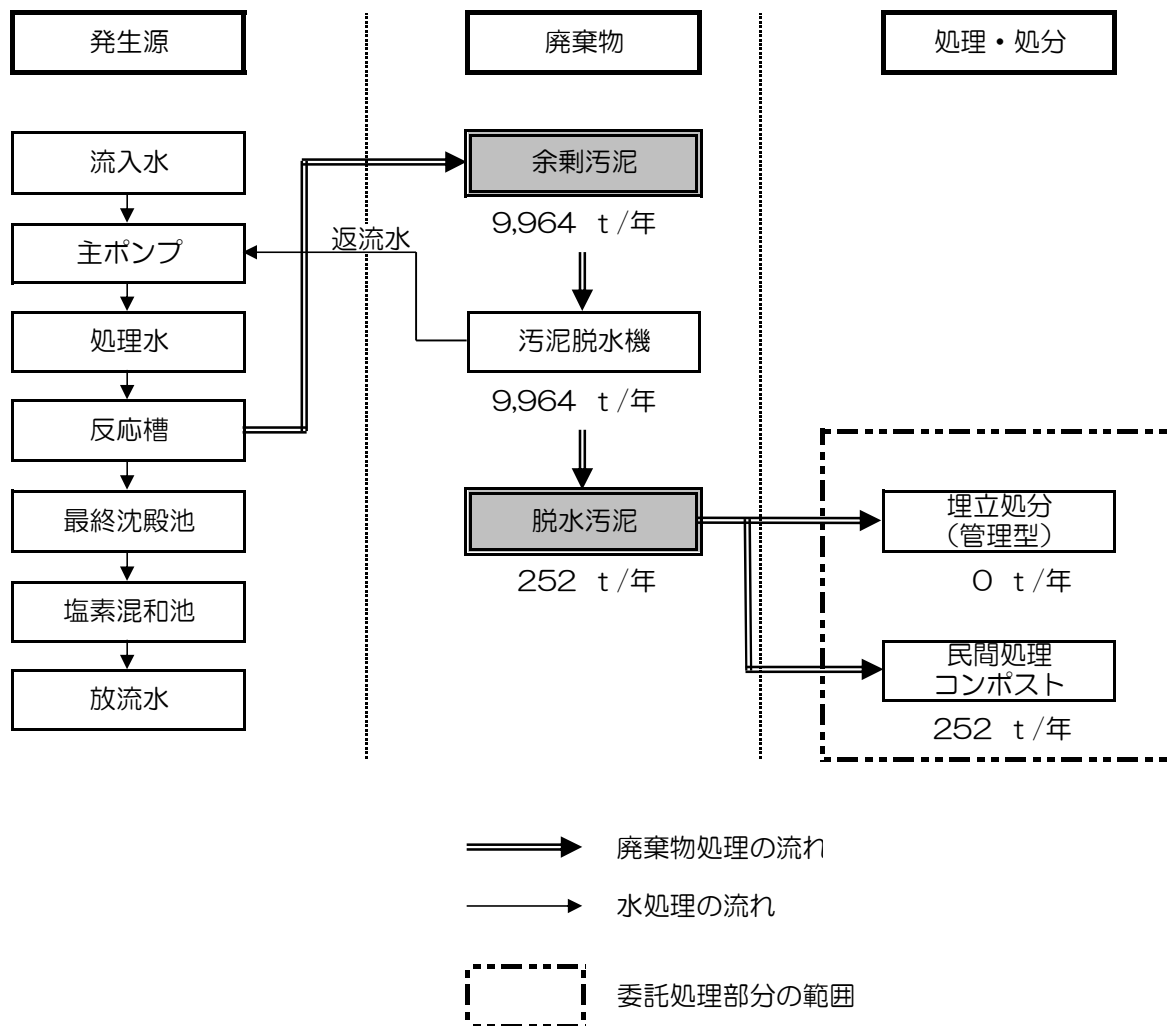 発生源
廃棄物
処理・処分
流入水
主ポンプ
処理水
反応槽
最終沈殿池
塩素混和池
放流水
返流水
余剰汚泥
9,964 t/年
汚泥脱水機
9,964 t/年
脱水汚泥
252 t/年
埋立処分
(管理型)
0 t/年
民間処理
コンポスト
252 t/年
廃棄物処理の流れ
水処理の流れ
委託処理部分の範囲